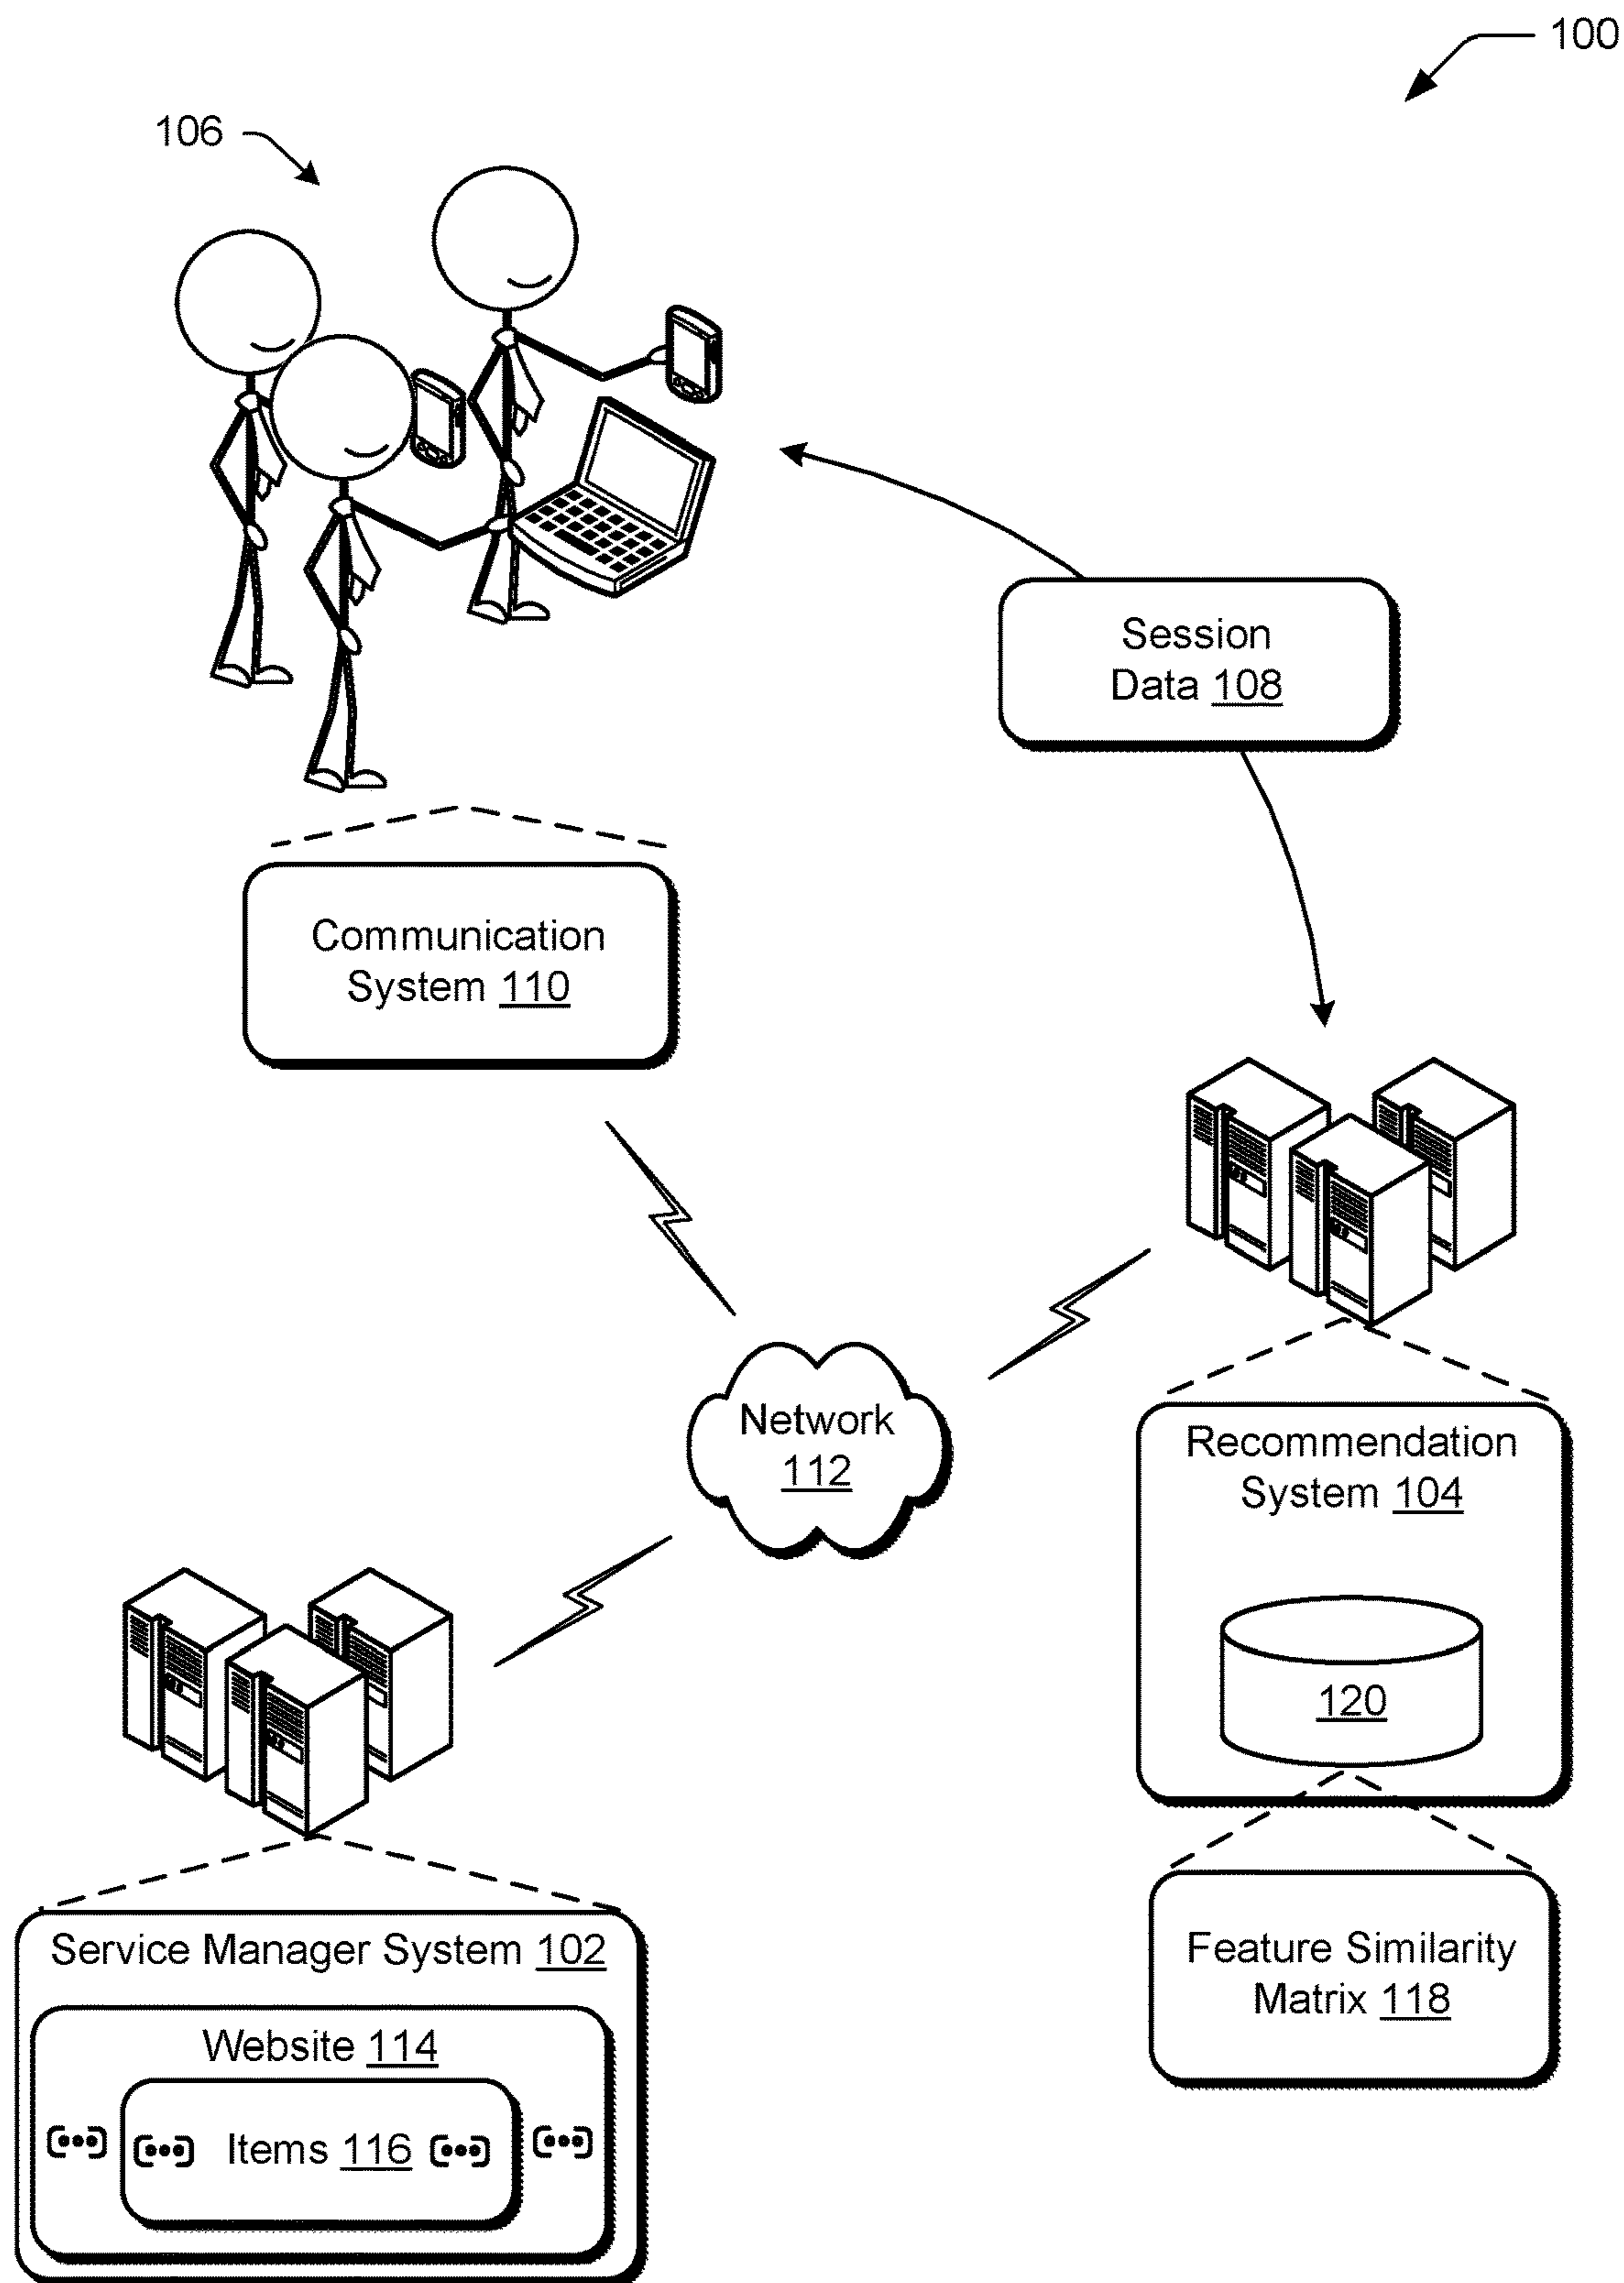 100
106
Session
Data 108
Communication
System 110
Network
112
Recommendation
System 104
120
Feature Similarity
Matrix 118
Service Manager System 102
Website 114
Items 116